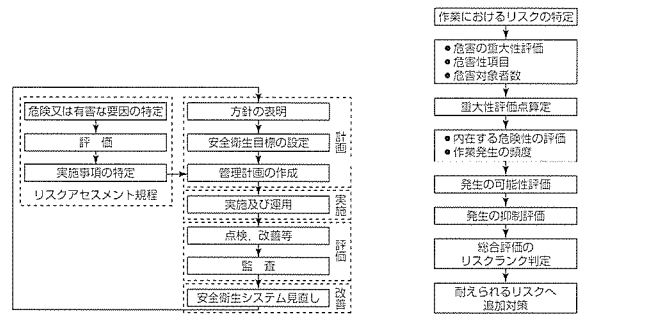 危険又は有害な要因の特定
評　価
実施事項の特定
リスクアセスメント規程
方針の表明
安全衛生目標の設定
管理計画の作成
計画
実施及び運用
実施
点検、改善等
監　査
評価
安全衛生システム見直し
改善
作業におけるリスクの特定
● 危害の重大性評価
● 危害性項目
● 危害対象者数
重大性評価点算定
● 内在する危険性の評価
● 作業発生の頻度
発生の可能性評価
発生の抑制評価
総合評価の
リスクランク判定
耐えられるリスクへ
追加対策